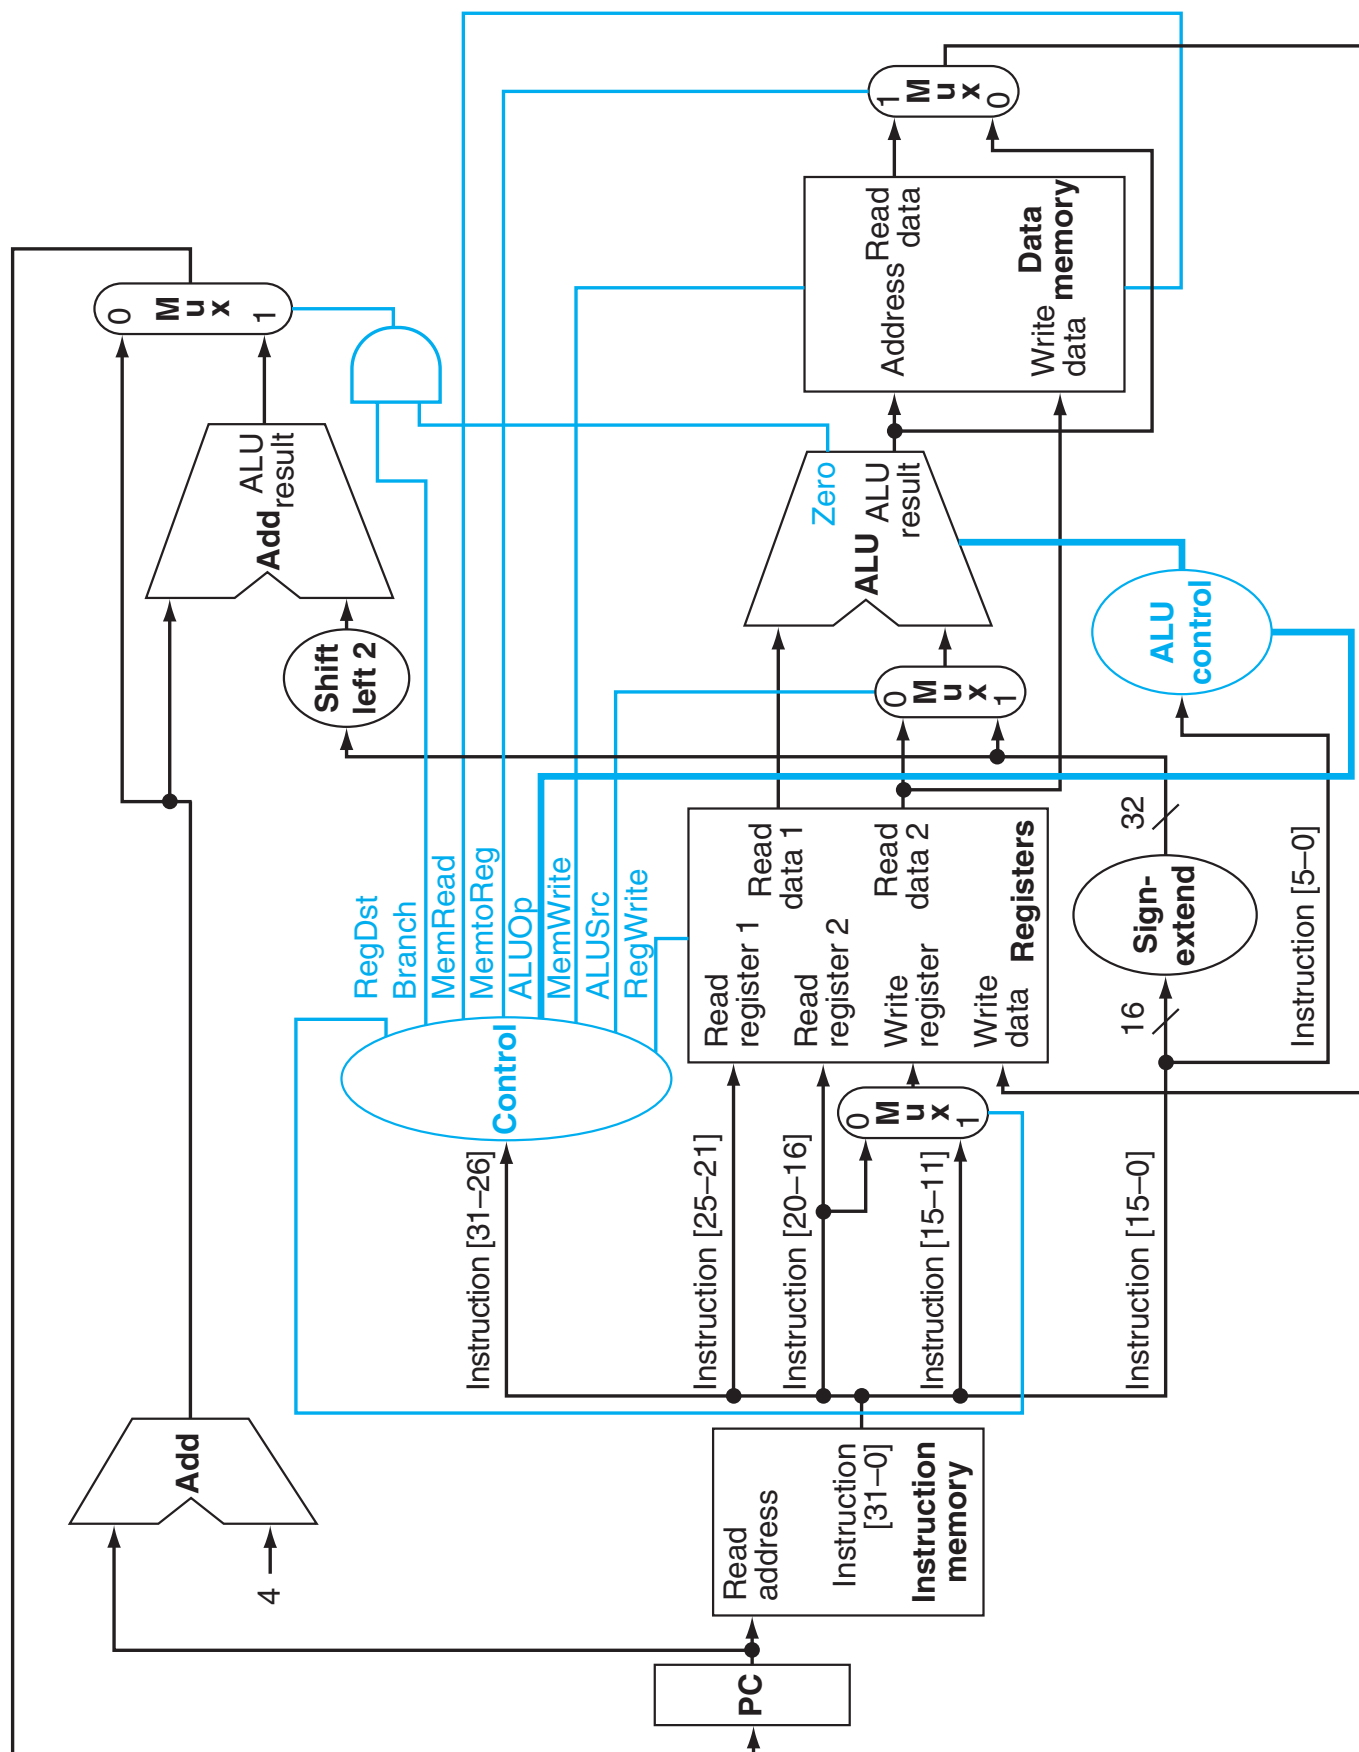 0
M
u
x
1
Add
ALU
result
Shift
left 2
Add
4
RegDst
Branch
MemRead
MemtoReg
ALUOp
MemWrite
ALUSrc
RegWrite
Control
Instruction [31–26]
Instruction [25–21]
Instruction [20–16]
Instruction [15–11]
Instruction [15–0]
PC
Read
address
Instruction
[31–0]
Instruction
memory
0
M
u
x
1
Read
register 1
Read
register 2
Write
register
Write
data
Read
data 1
Read
data 2
Registers
0
M
u
x
1
Zero
ALU
ALU
result
Address
Read
data
Write
data
Data
memory
1
M
u
x
0
16
Sign-
extend
32
ALU
control
Instruction [5–0]